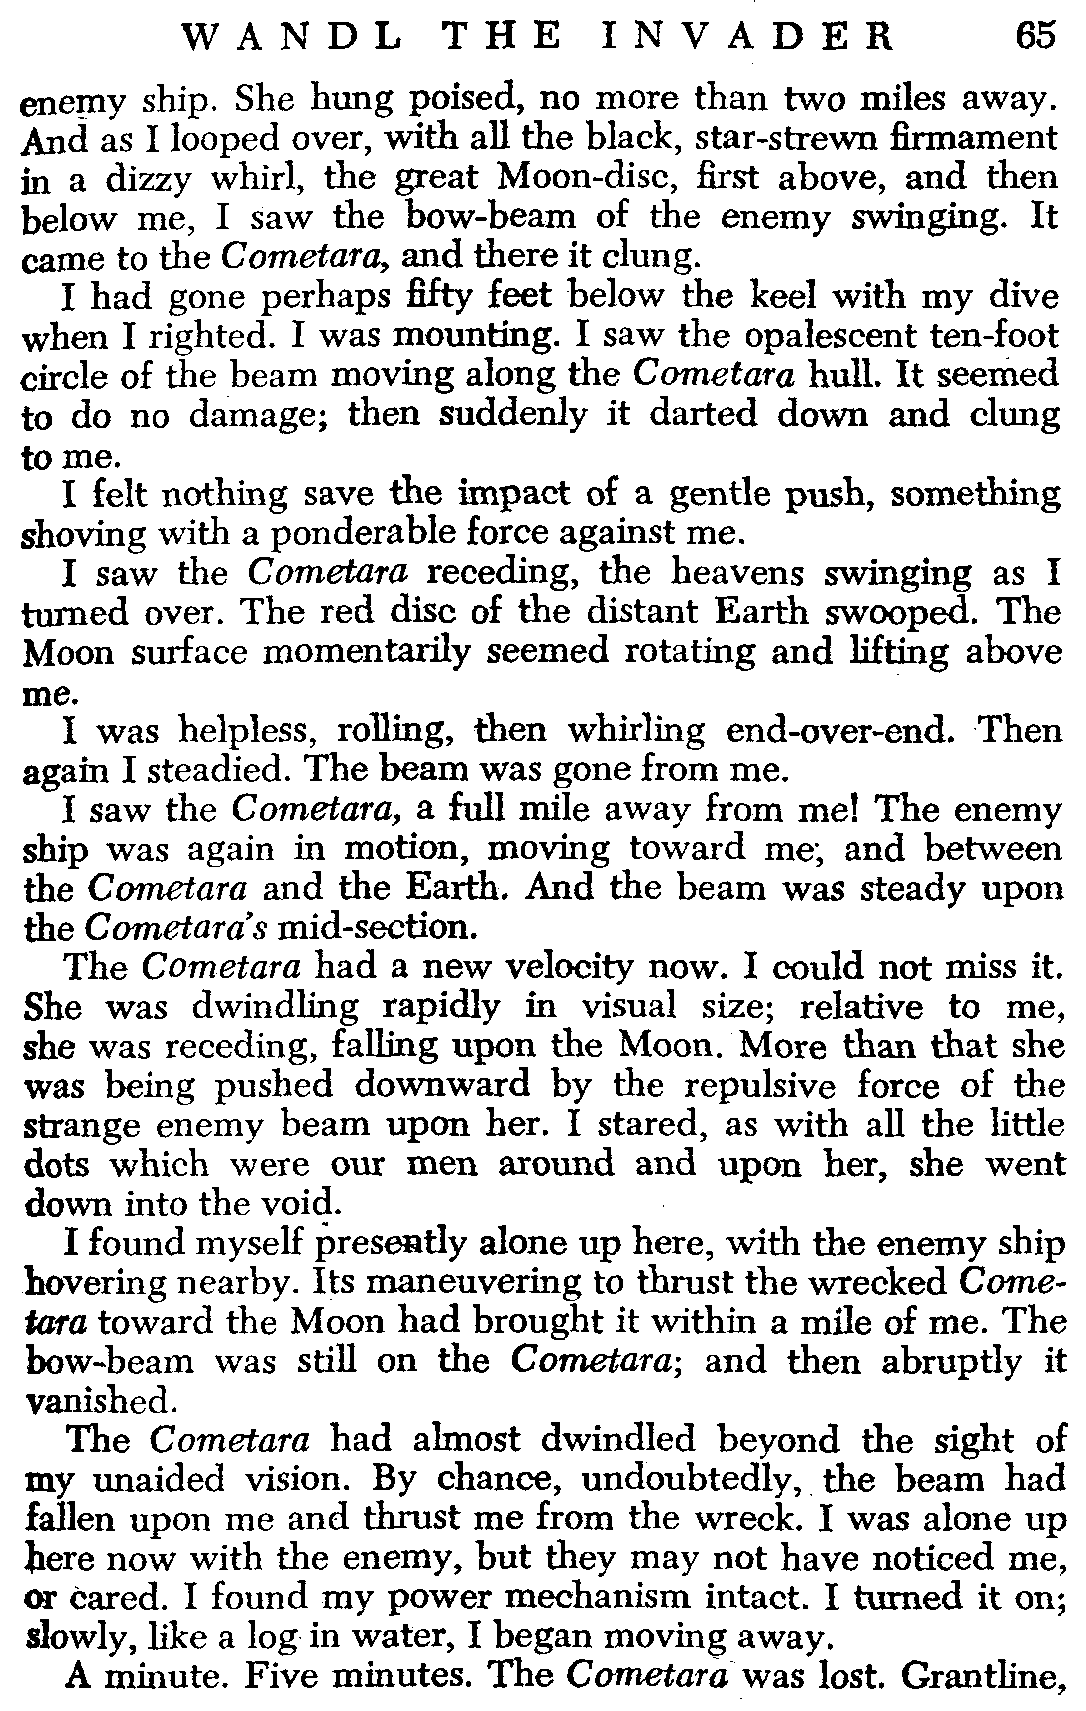 WANDL THE INVADER 65
enemy ship. She hung poised, no more than two miles away.
And as I looped over, with all the black, star-strewn firmament
in a dizzy whirl, the great Moon-disc, first above, and then
below me, I saw the bow-beam of the enemy swinging. It
came to the Cometara, and there it clung.
I had gone perhaps fifty feet below the keel with my dive
when I righted. I was mounting. I saw the opalescent ten-foot
circle of the beam moving along the Cometara hull. It seemed
to do no damage; then suddenly it darted down and clung
to me.
I felt nothing save the impact of a gentle push, something
shoving with a ponderable force against me.
I saw the Cometara receding, the heavens swinging as I
turned over. The red disc of the distant Earth swooped. The
Moon surface momentarily seemed rotating and lifting above
me.
I was helpless, rolling, then whirling end-over-end. Then
again I steadied. The beam was gone from me.
I saw the Cometara, a full mile away from me! The enemy
ship was again in motion, moving toward me; and between
the Cometara and the Earth. And the beam was steady upon
the Cometara's mid-section.
The Cometara had a new velocity now. I could not miss it.
She was dwindling rapidly in visual size; relative to me,
she was receding, falling upon the Moon. More than that she
was being pushed downward by the repulsive force of the
strange enemy beam upon her. I stared, as with all the little
dots which were our men around and upon her, she went
down into the void.
I found myself presently alone up here, with the enemy ship
hovering nearby. Its maneuvering to thrust the wrecked Come-
tara toward the Moon had brought it within a mile of me. The
bow-beam was still on the Cometara; and then abruptly it
vanished.
The Cometara had almost dwindled beyond the sight of
my unaided vision. By chance, undoubtedly, the beam had
fallen upon me and thrust me from the wreck. I was alone up
here now with the enemy, but they may not have noticed me,
or cared. I found my power mechanism intact. I turned it on;
slowly, like a log in water, I began moving away.
A minute. Five minutes. The Cometara was lost. Grantline,